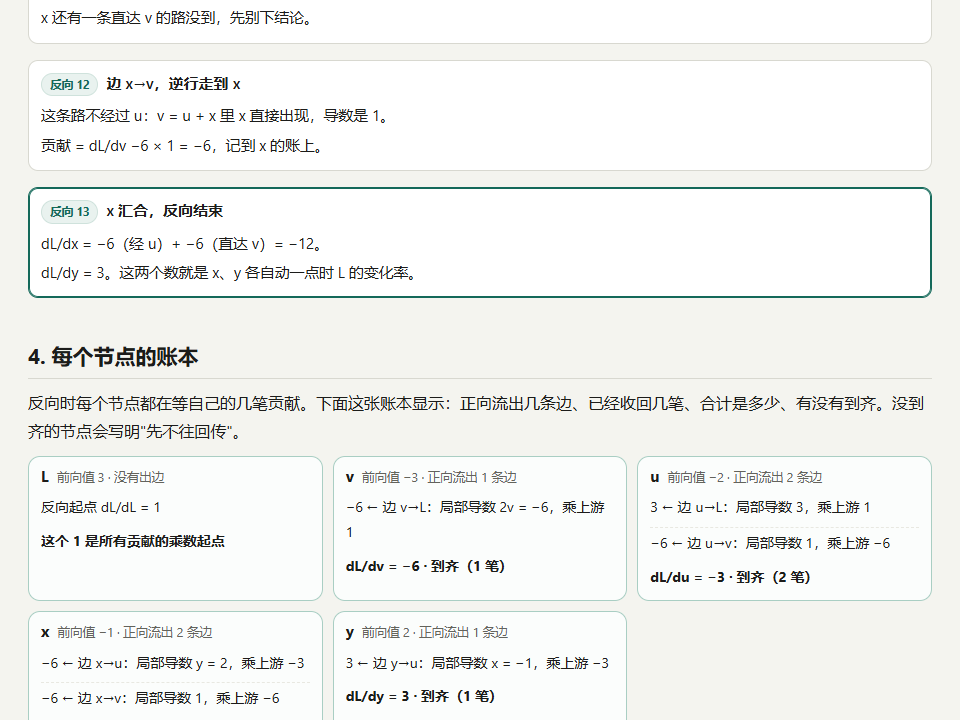 x 还有一条直达 v 的路没到，先别下结论。
反向 12 边 x→v，逆行走到 x
这条路不经过 u：v = u + x 里 x 直接出现，导数是 1。
贡献 = dL/dv −6 × 1 = −6，记到 x 的账上。
反向 13 x 汇合，反向结束
dL/dx = −6（经 u）+ −6（直达 v）= −12。
dL/dy = 3。这两个数就是 x、y 各自动一点时 L 的变化率。
4. 每个节点的账本
反向时每个节点都在等自己的几笔贡献。下面这张账本显示：正向流出几条边、已经收回几笔、合计是多少、有没有到齐。没到
齐的节点会写明"先不往回传"。
L 前向值 3 · 没有出边
反向起点 dL/dL = 1
这个 1 是所有贡献的乘数起点
v 前向值 −3 · 正向流出 1 条边
−6 ← 边 v→L：局部导数 2v = −6，乘上游
1
dL/dv = −6 · 到齐（1 笔）
u 前向值 −2 · 正向流出 2 条边
3 ← 边 u→L：局部导数 3，乘上游 1
−6 ← 边 u→v：局部导数 1，乘上游 −6
dL/du = −3 · 到齐（2 笔）
x 前向值 −1 · 正向流出 2 条边
−6 ← 边 x→u：局部导数 y = 2，乘上游 −3
−6 ← 边 x→v：局部导数 1，乘上游 −6
y 前向值 2 · 正向流出 1 条边
3 ← 边 y→u：局部导数 x = −1，乘上游 −3
dL/dy = 3 · 到齐（1 笔）